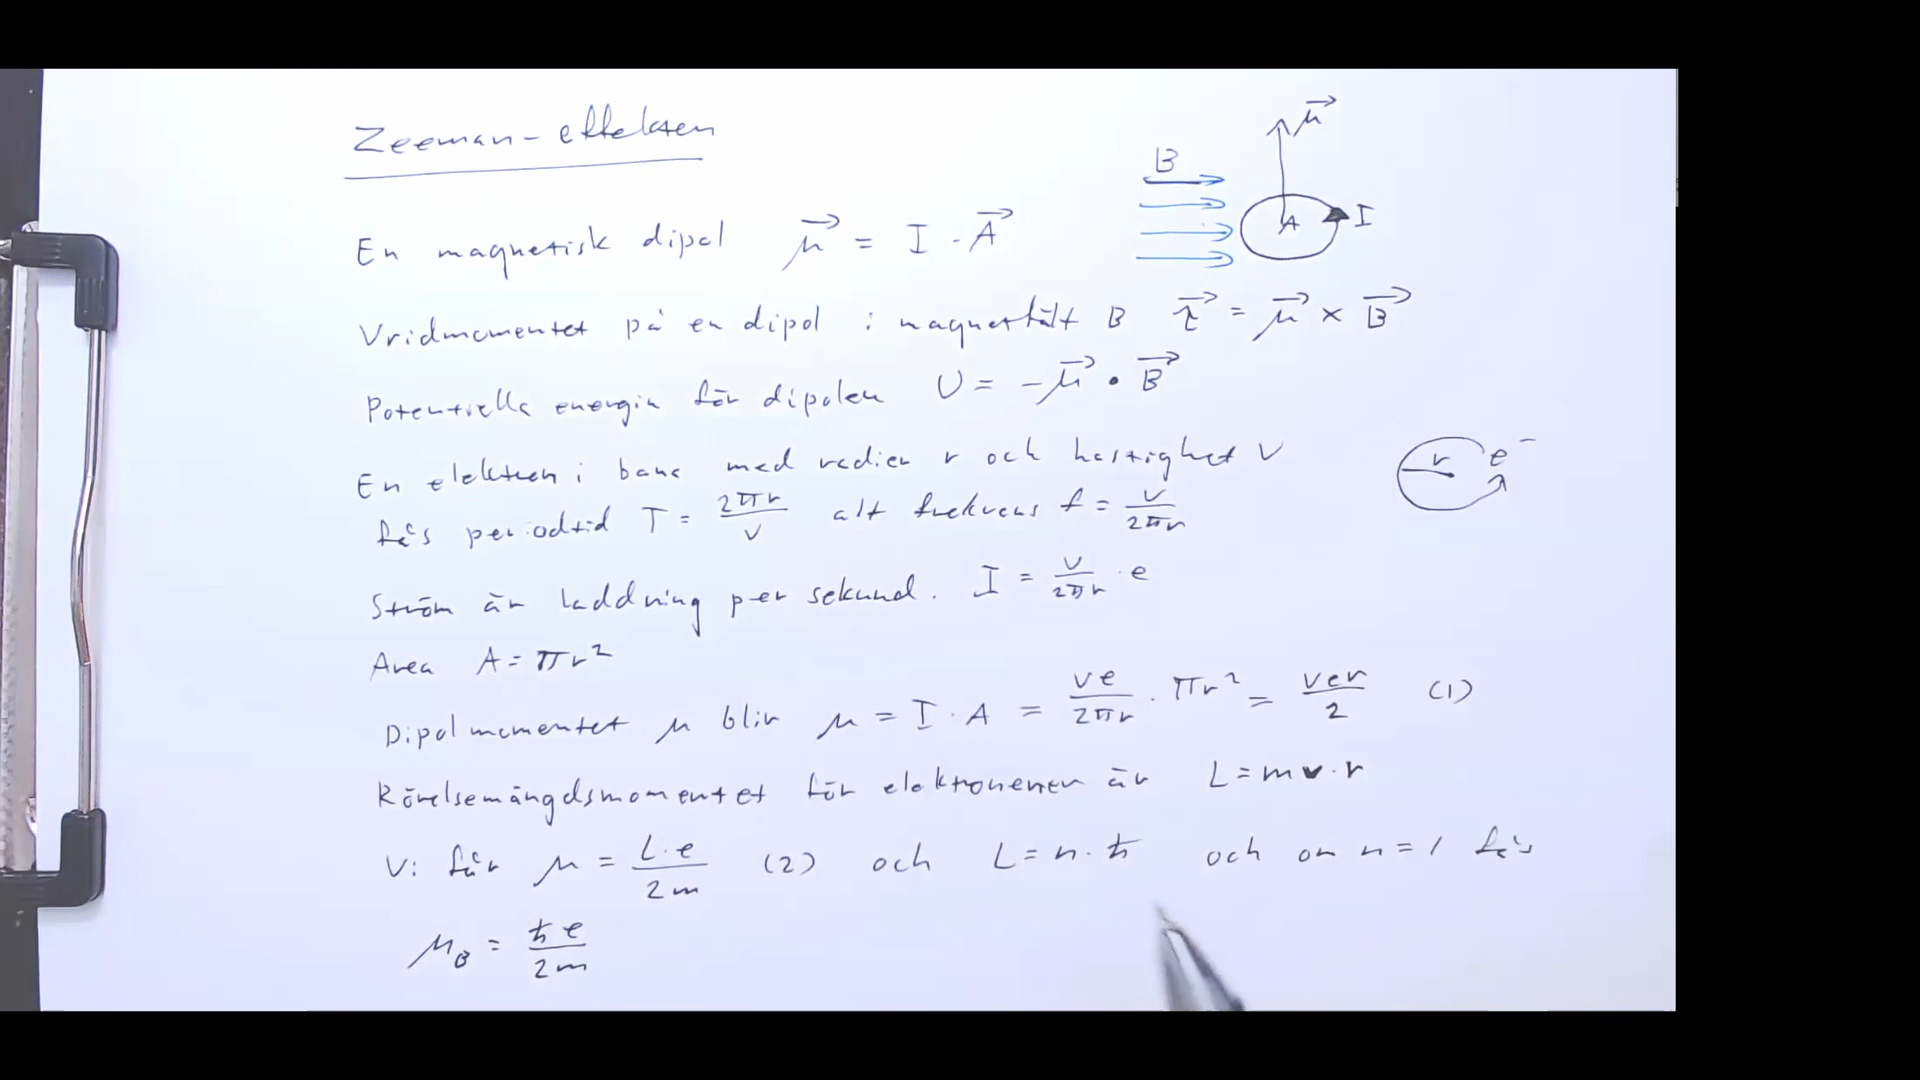 Zeeman-effekten
μ⃗
B
A
I
En magnetisk dipol μ⃗ = I · A⃗
Vridmomentet på en dipol i magnetfält B τ⃗ = μ⃗ × B⃗
Potentiella energin för dipolen U = -μ⃗ • B⃗
En elektron i bana med radien r och hastighet v
r e⁻
fås periodtid T = 2πr/v alt frekvens f = v/2πr
Ström är laddning per sekund. I = v/2πr · e
Area A = πr²
Dipolmomentet μ blir μ = I · A = ve/2πr · πr² = ver/2 (1)
Rörelsemängdsmomentet för elektronenen är L = mv·r
Vi får μ = L·e/2m (2) och L = n·ħ och om n = 1 fås
μ_B = ħe/2m